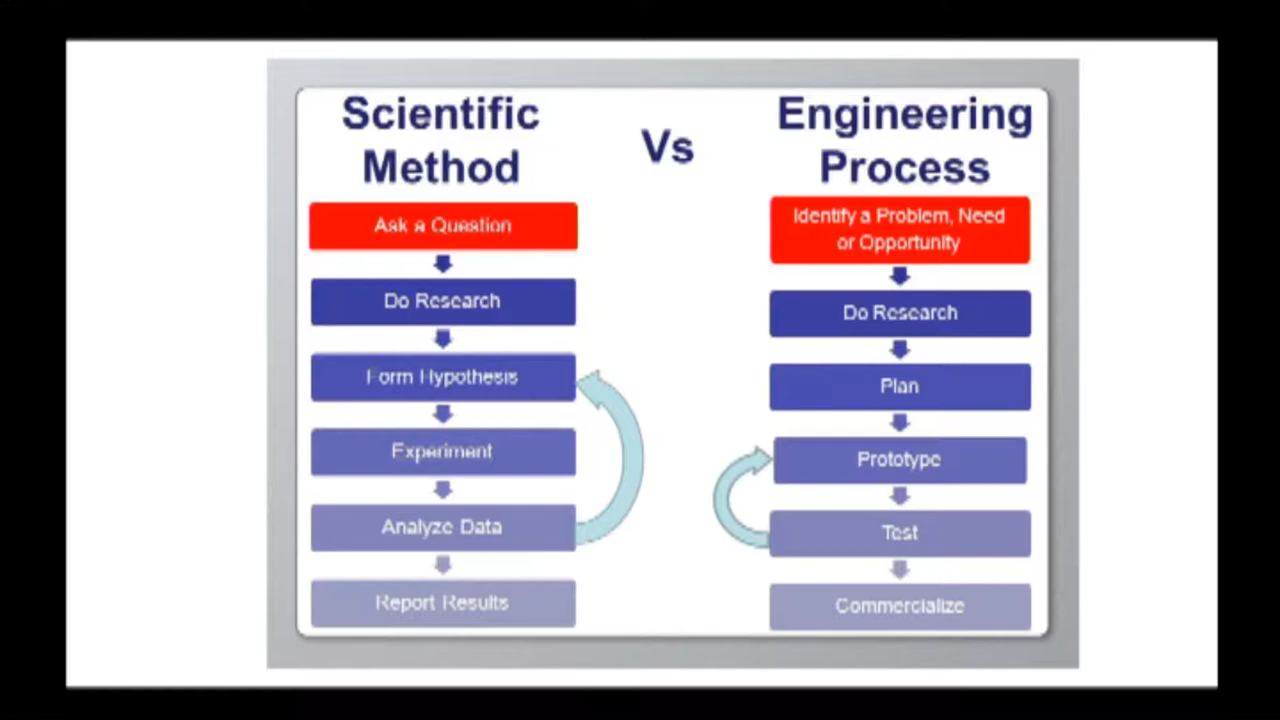 Scientific
Method
Vs
Engineering
Process
Ask a Question
Do Research
Form Hypothesis
Experiment
Analyze Data
Report Results
Identify a Problem, Need
or Opportunity
Do Research
Plan
Prototype
Test
Commercialize